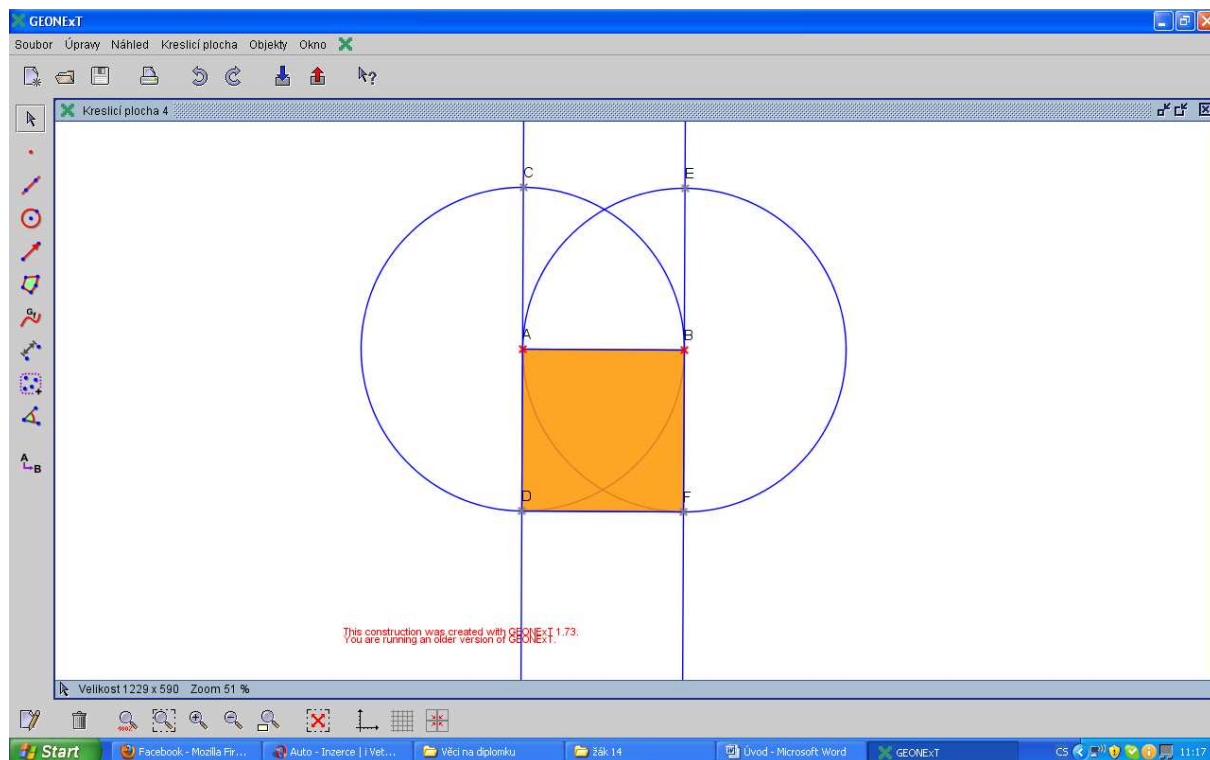 GEONExT
Soubor Úpravy Náhled Kreslicí plocha Objekty Okno
Kreslicí plocha 4
C
E
A
B
D
F
This construction was created with GEONExT 1.73.
You are running an older version of GEONExT.
Velikost 1229 x 590 Zoom 51 %
Start Facebook - Mozilla Fir... Auto - Inzerce | i Vet... Věci na diplomku žák 14 Úvod - Microsoft Word GEONExT CS 11:17